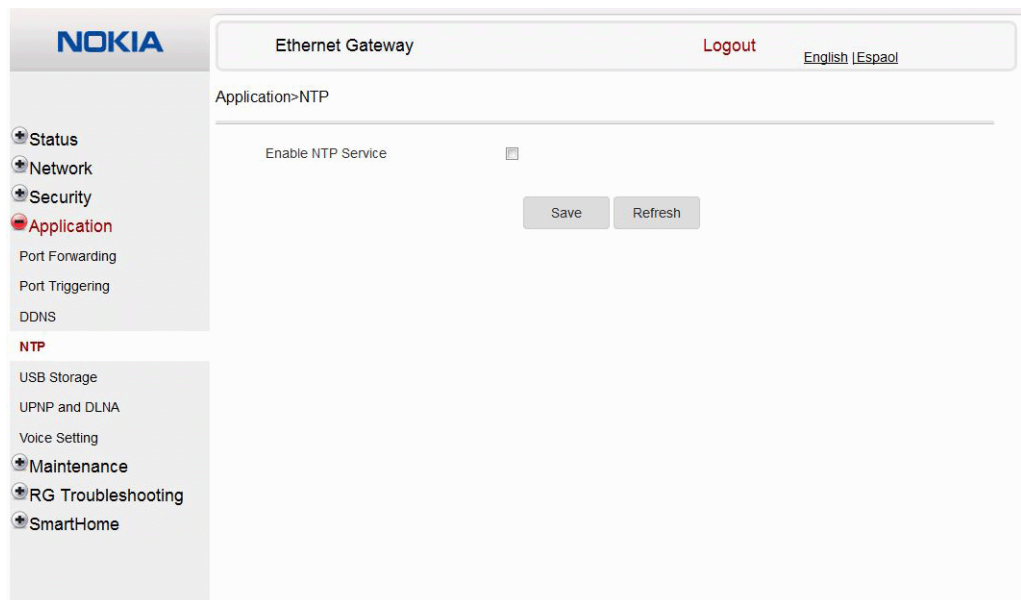 NOKIA
Ethernet Gateway
Logout
English | Espaol
Application>NTP
Status
Network
Security
Application
Port Forwarding
Port Triggering
DDNS
NTP
USB Storage
UPNP and DLNA
Voice Setting
Maintenance
RG Troubleshooting
SmartHome
Enable NTP Service
Save
Refresh